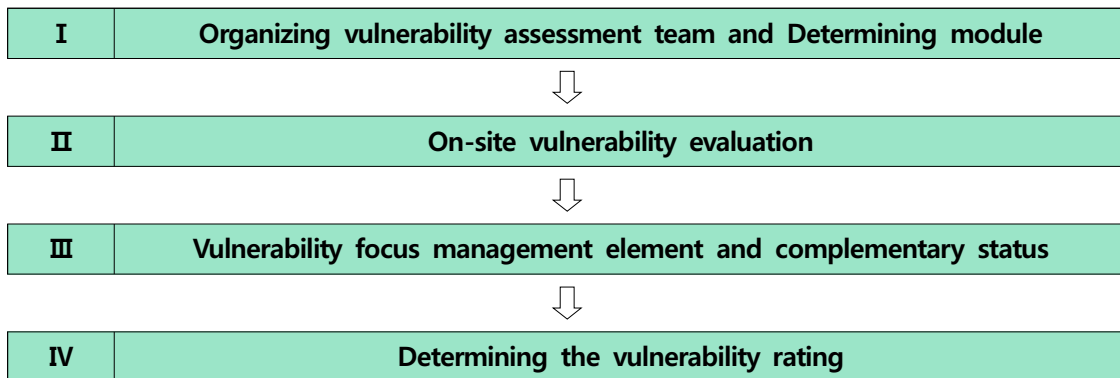 Ⅰ Organizing vulnerability assessment team and Determining module
Ⅱ On-site vulnerability evaluation
Ⅲ Vulnerability focus management element and complementary status
Ⅳ Determining the vulnerability rating